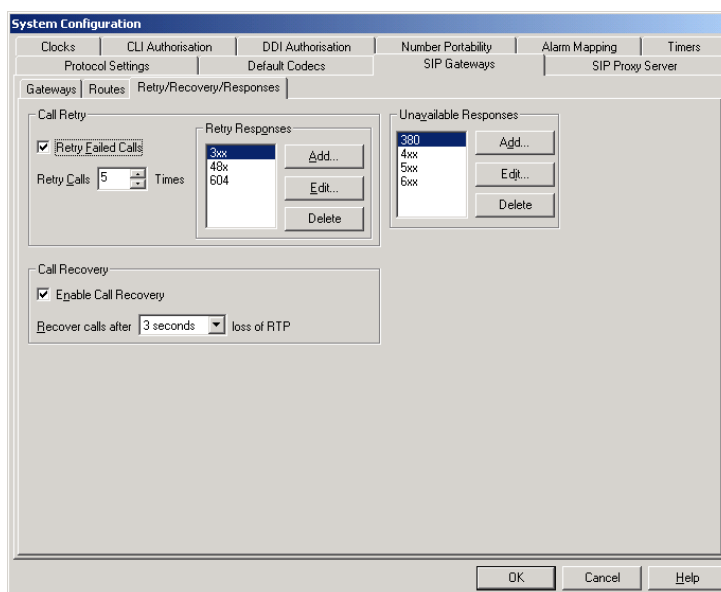 System Configuration
Clocks CLI Authorisation DDI Authorisation Number Portability Alarm Mapping Timers
Protocol Settings Default Codecs SIP Gateways SIP Proxy Server
Gateways Routes Retry/Recovery/Responses
Call Retry
Retry Failed Calls
Retry Calls 5 Times
Retry Responses
3xx
48x
604
Add...
Edit...
Delete
Unavailable Responses
380
4xx
5xx
6xx
Add...
Edit...
Delete
Call Recovery
Enable Call Recovery
Recover calls after 3 seconds loss of RTP
OK Cancel Help